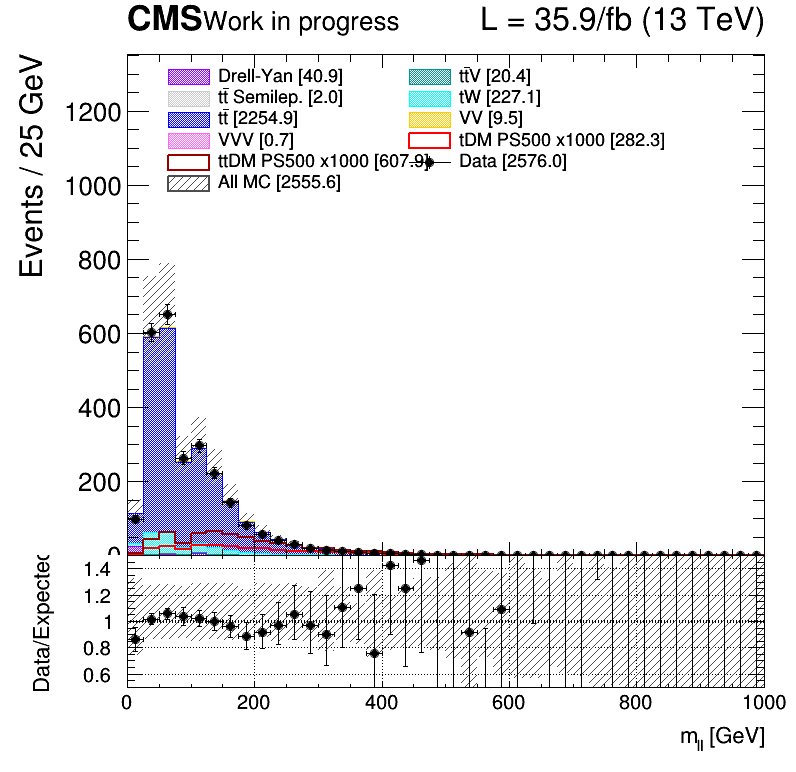 CMS Work in progress L = 35.9/fb (13 TeV)
Events / 25 GeV
Drell-Yan [40.9] tt̄V [20.4]
tt̄ Semilep. [2.0] tW [227.1]
tt̄ [2254.9] VV [9.5]
VVV [0.7] tDM PS500 x1000 [282.3]
ttDM PS500 x1000 [607.9] Data [2576.0]
All MC [2555.6]
1200
1000
800
600
400
200
0
Data/Expected
1.4
1.2
1
0.8
0.6
0 200 400 600 800 1000
m_ll [GeV]